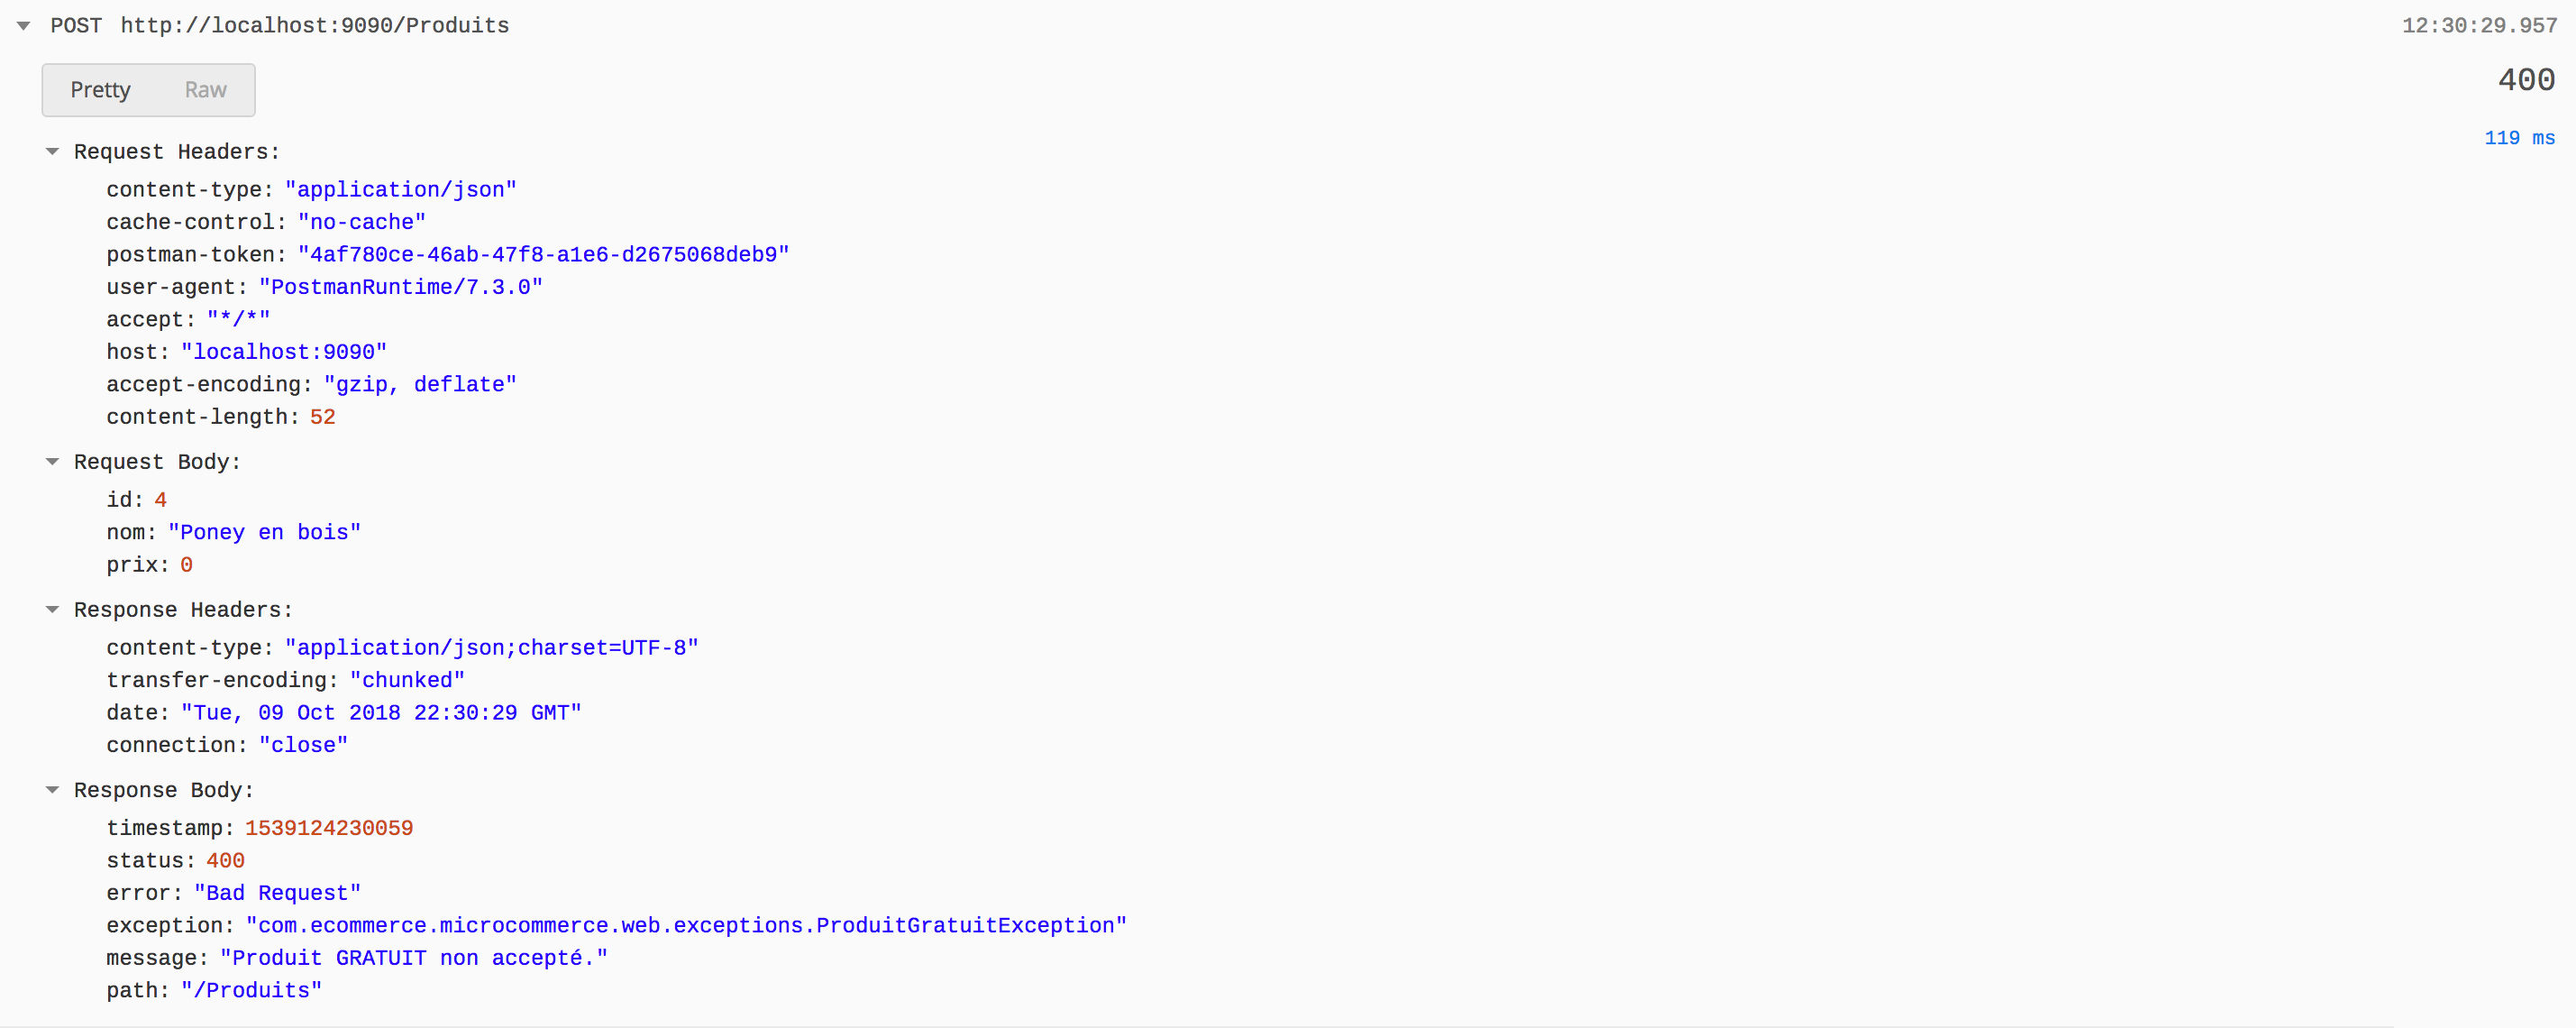 POST http://localhost:9090/Produits 12:30:29.957
Pretty Raw 400
119 ms
Request Headers:
content-type: "application/json"
cache-control: "no-cache"
postman-token: "4af780ce-46ab-47f8-a1e6-d2675068deb9"
user-agent: "PostmanRuntime/7.3.0"
accept: "*/*"
host: "localhost:9090"
accept-encoding: "gzip, deflate"
content-length: 52
Request Body:
id: 4
nom: "Poney en bois"
prix: 0
Response Headers:
content-type: "application/json;charset=UTF-8"
transfer-encoding: "chunked"
date: "Tue, 09 Oct 2018 22:30:29 GMT"
connection: "close"
Response Body:
timestamp: 1539124230059
status: 400
error: "Bad Request"
exception: "com.ecommerce.microcommerce.web.exceptions.ProduitGratuitException"
message: "Produit GRATUIT non accepté."
path: "/Produits"